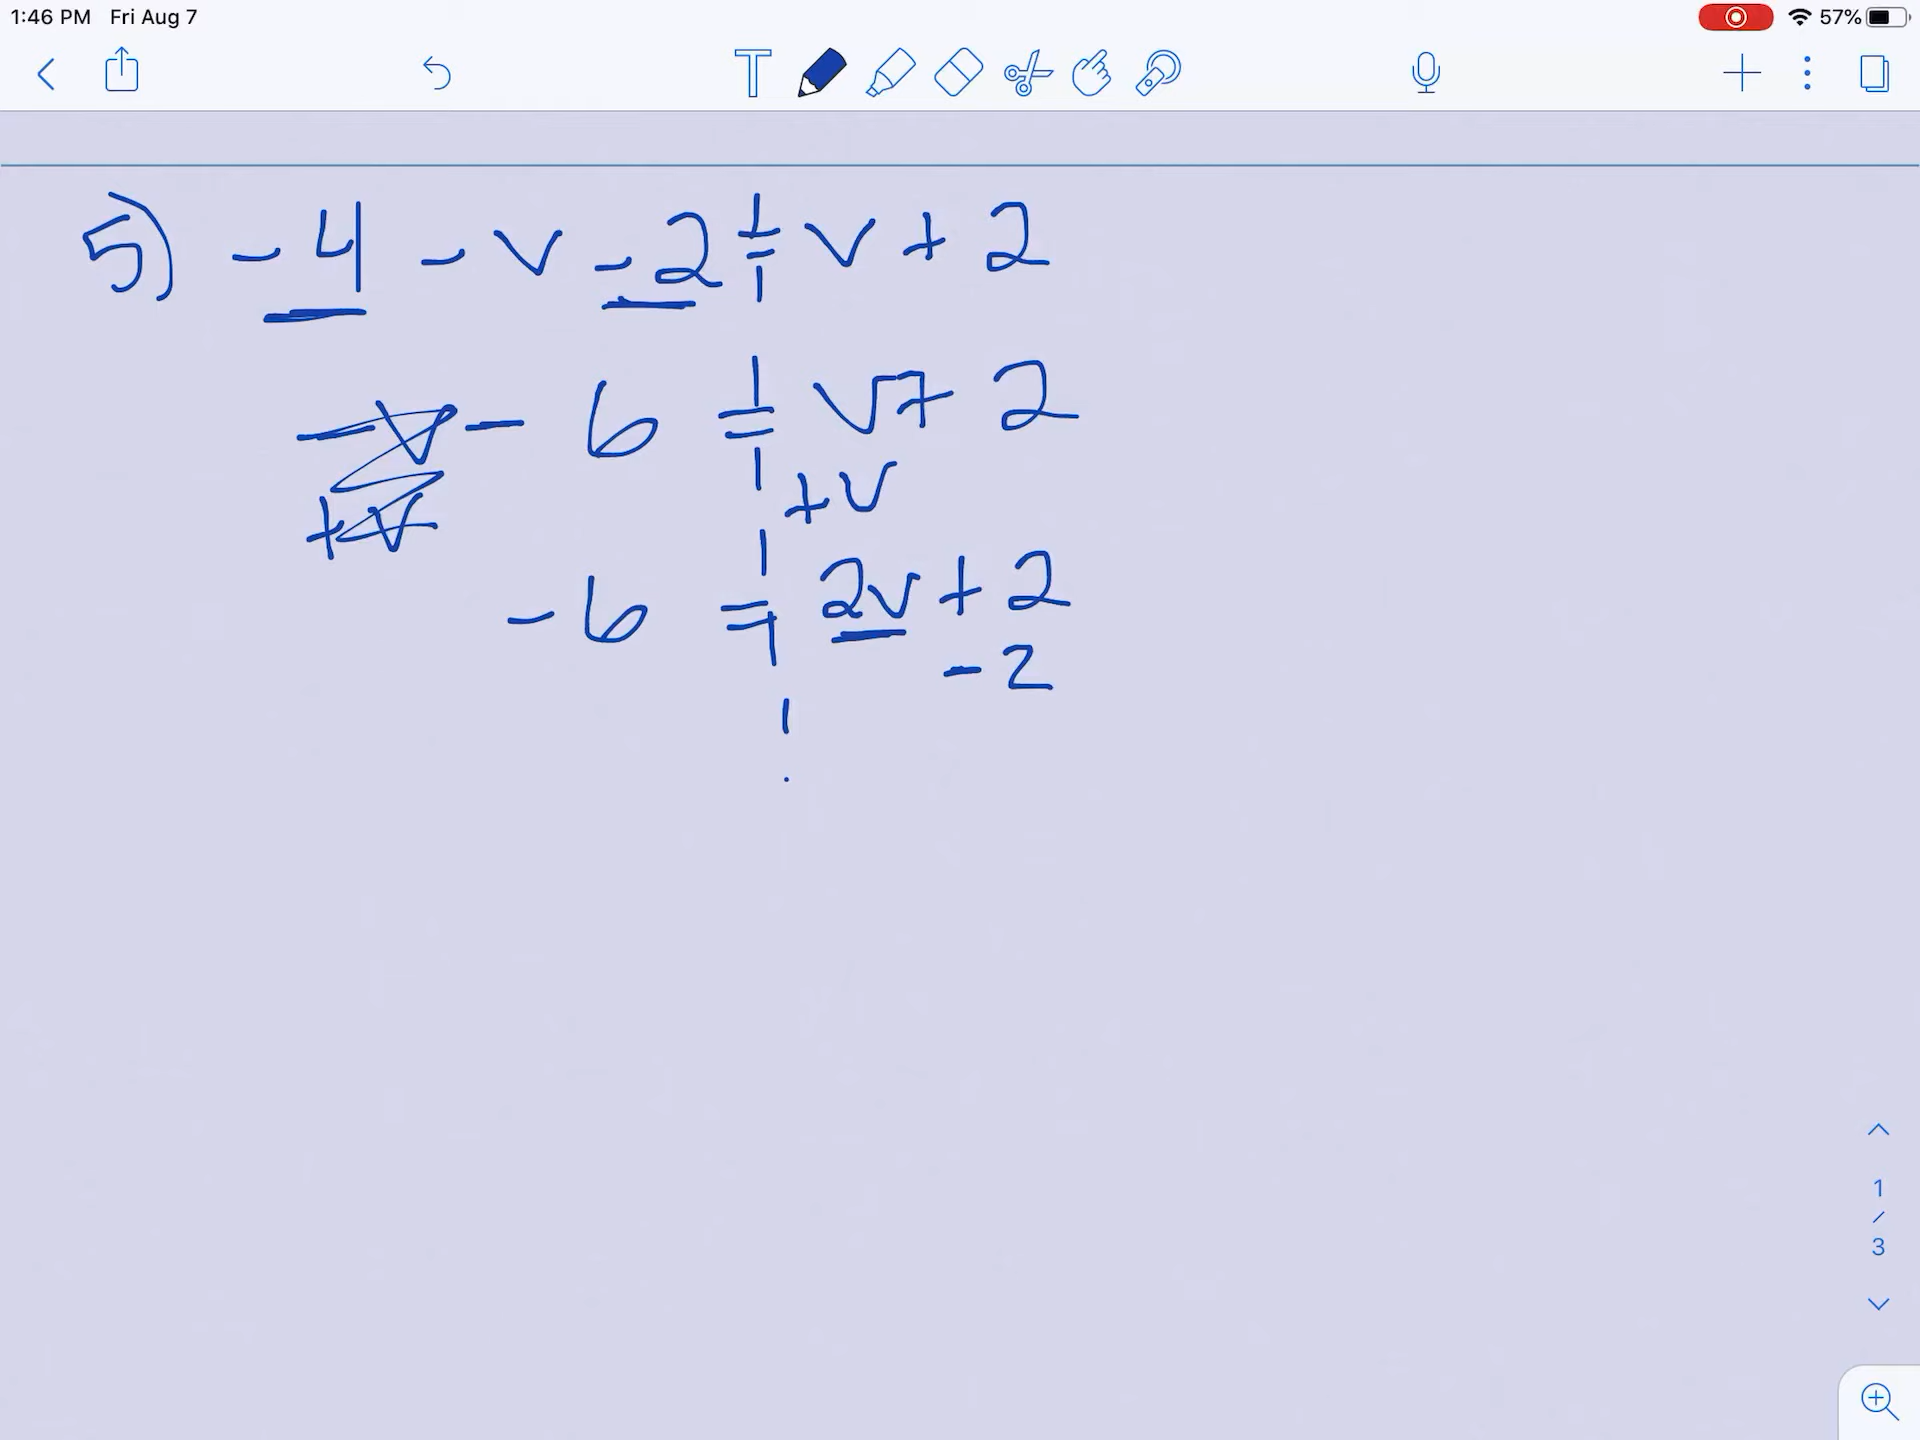 1:46 PM Fri Aug 7 57%
T
5) -4 - v - 2 = v + 2
-v - 6 = v + 2
+v +v
-6 = 2v + 2
- 2
1
/
3